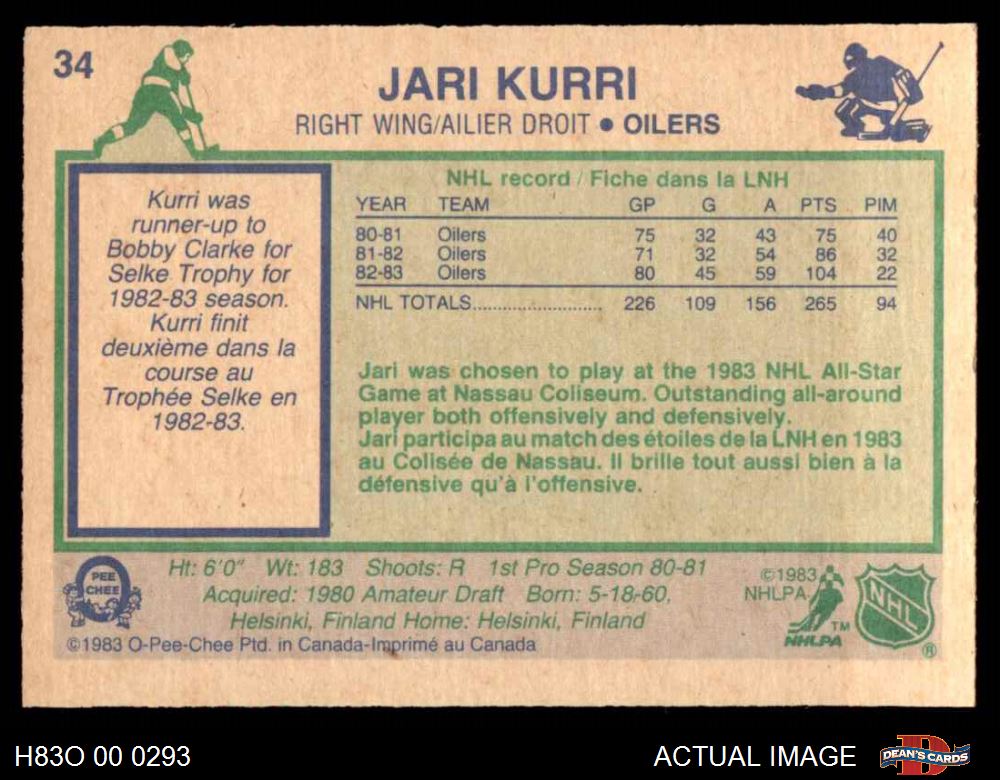 34
JARI KURRI
RIGHT WING/AILIER DROIT • OILERS
Kurri was
runner-up to
Bobby Clarke for
Selke Trophy for
1982-83 season.
Kurri finit
deuxième dans la
course au
Trophée Selke en
1982-83.
NHL record / Fiche dans la LNH
YEAR TEAM GP G A PTS PIM
80-81 Oilers 75 32 43 75 40
81-82 Oilers 71 32 54 86 32
82-83 Oilers 80 45 59 104 22
NHL TOTALS.......................... 226 109 156 265 94
Jari was chosen to play at the 1983 NHL All-Star
Game at Nassau Coliseum. Outstanding all-around
player both offensively and defensively.
Jari participa au match des étoiles de la LNH en 1983
au Colisée de Nassau. Il brille tout aussi bien à la
défensive qu'à l'offensive.
PEE
CHEE
Ht: 6'0" Wt: 183 Shoots: R 1st Pro Season 80-81
Acquired: 1980 Amateur Draft Born: 5-18-60,
Helsinki, Finland Home: Helsinki, Finland
©1983 O-Pee-Chee Ptd. in Canada-Imprimé au Canada
©1983
NHLPA
TM
NHLPA
NHL
®
H83O 00 0293
ACTUAL IMAGE
D
DEAN'S CARDS